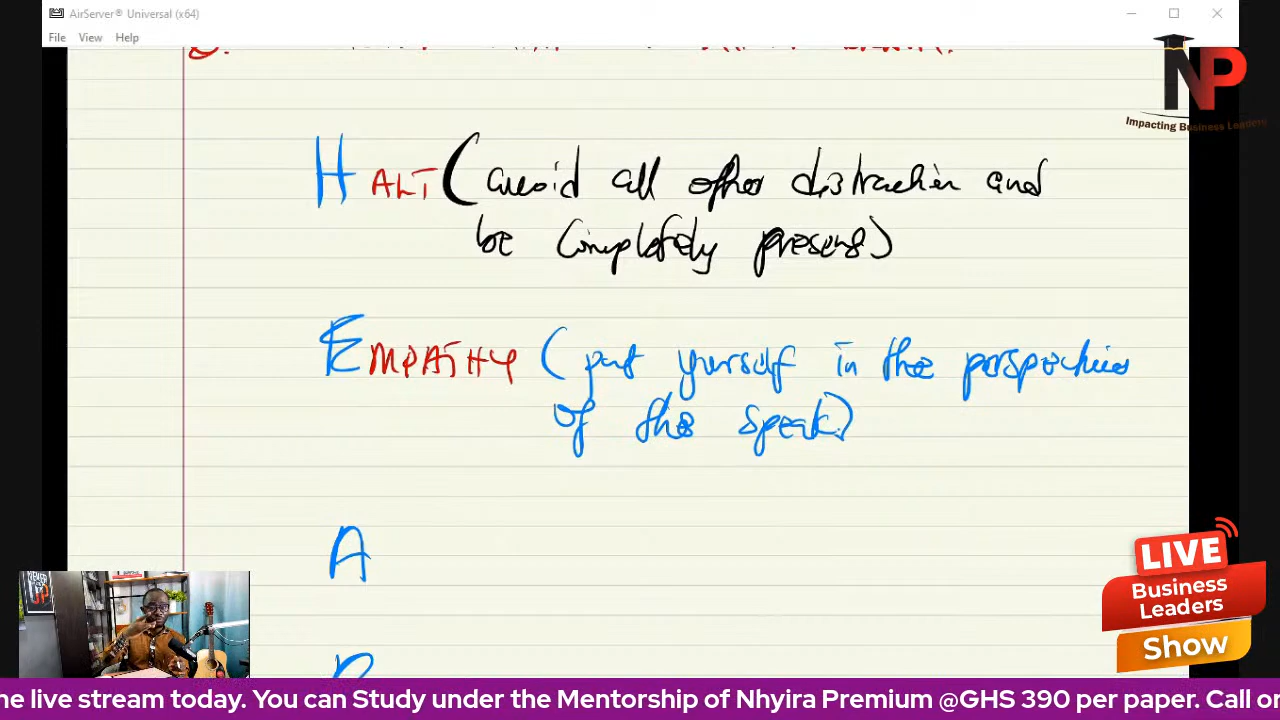 AirServer® Universal (x64)
File View Help
NP
Impacting Business Leaders
HALT (avoid all other distraction and
be completely present)
EMPATHY (put yourself in the perspective
of the speak)
A
LIVE
Business
Leaders
Show
he live stream today. You can Study under the Mentorship of Nhyira Premium @GHS 390 per paper. Call or